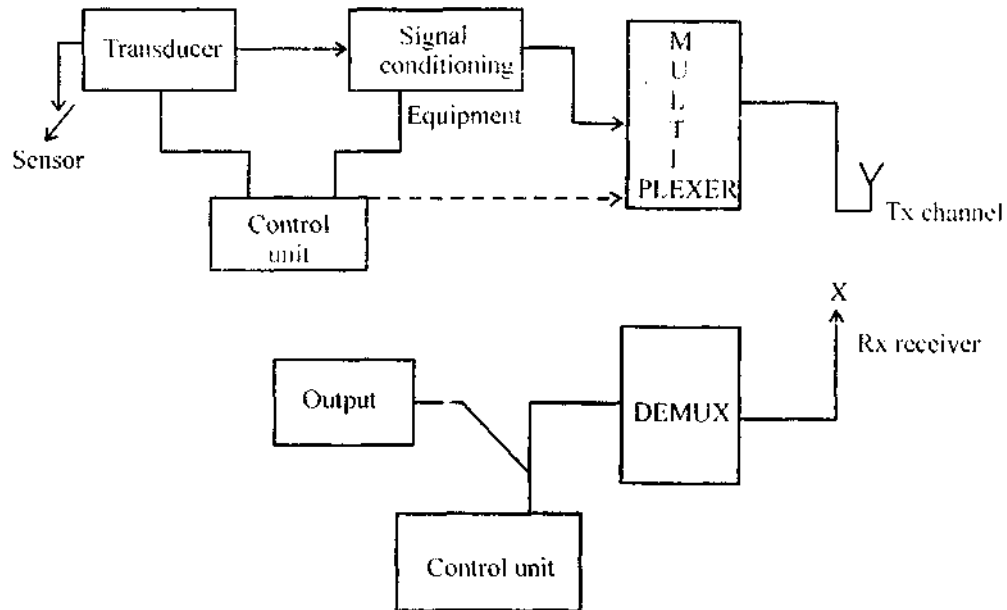 Transducer
Signal
conditioning
Equipment
Sensor
Control
unit
M
U
L
T
I
PLEXER
Tx channel
X
Rx receiver
Output
DEMUX
Control unit